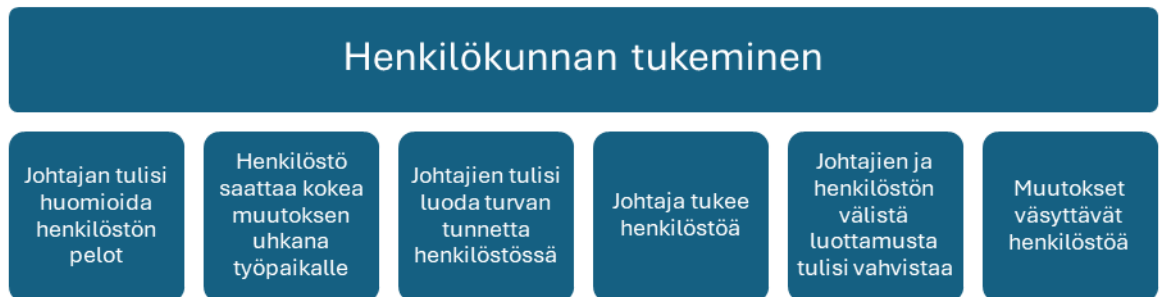 Henkilökunnan tukeminen
Johtajan tulisi
huomioida
henkilöstön
pelot
Henkilöstö
saattaa kokea
muutoksen
uhkana
työpaikalle
Johtajien tulisi
luoda turvan
tunnetta
henkilöstössä
Johtaja tukee
henkilöstöä
Johtajien ja
henkilöstön
välistä
luottamusta
tulisi vahvistaa
Muutokset
väsyttävät
henkilöstöä